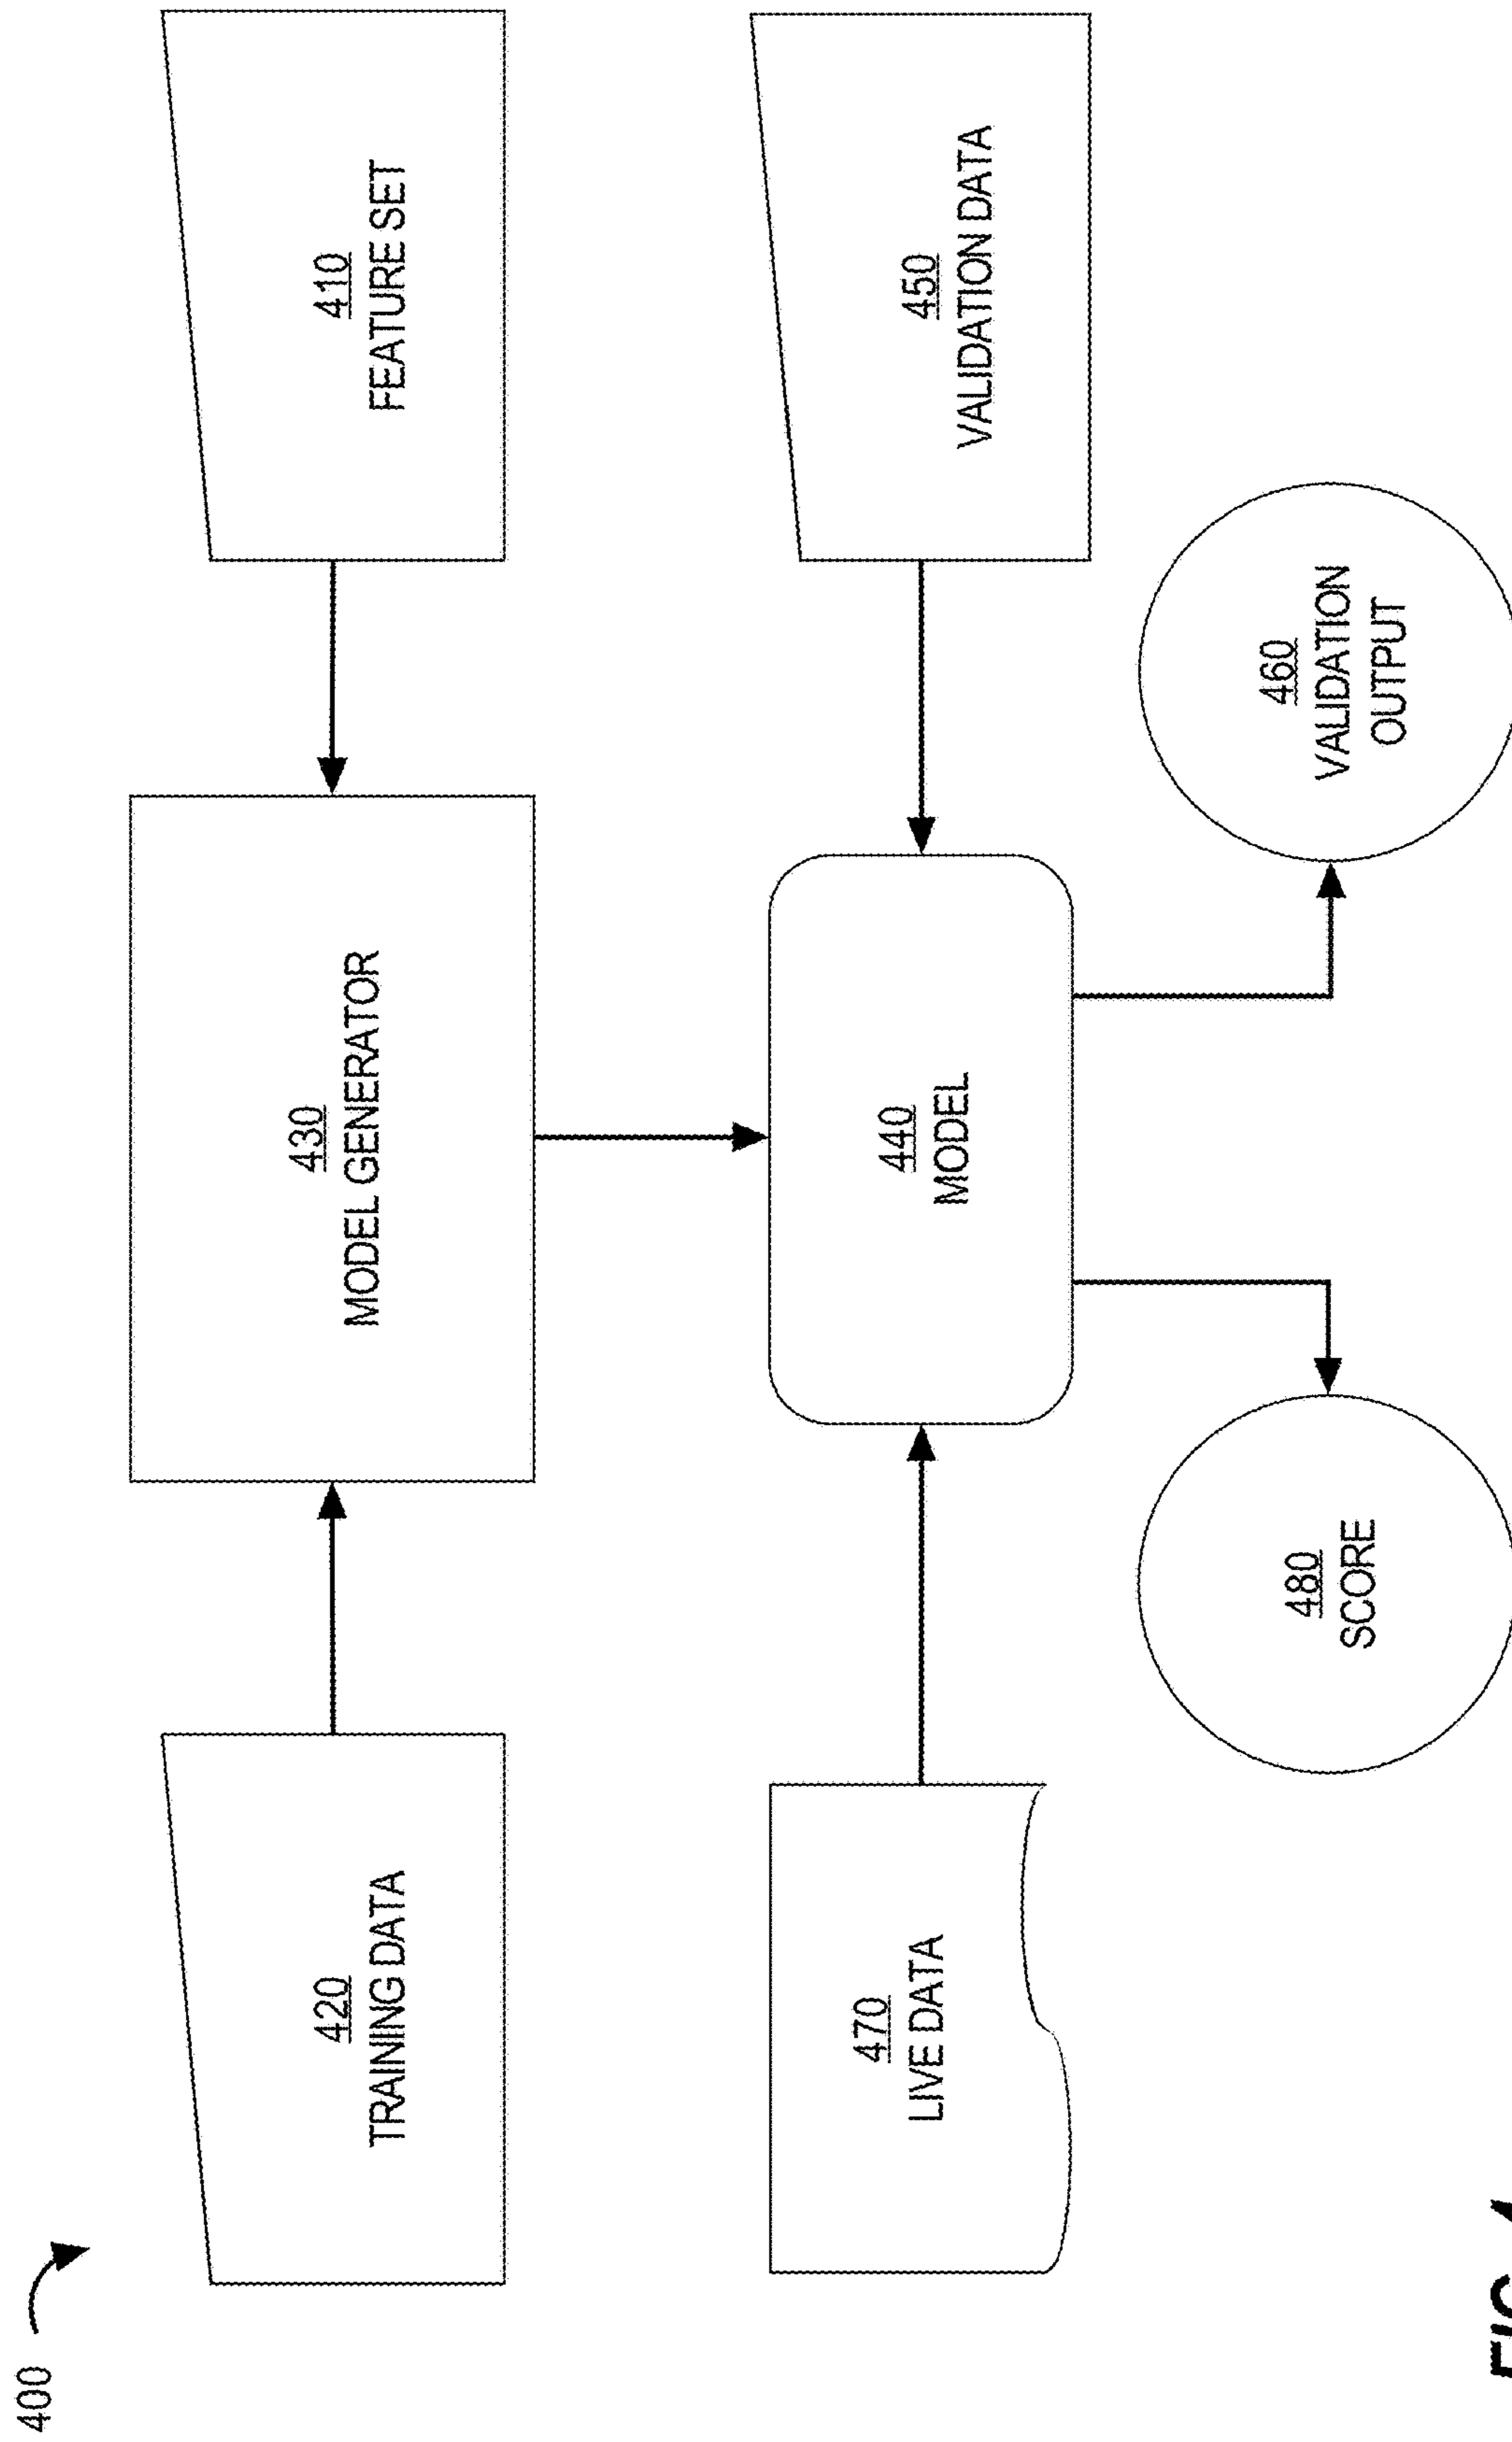 400
420
TRAINING DATA
430
MODEL GENERATOR
410
FEATURE SET
470
LIVE DATA
440
MODEL
450
VALIDATION DATA
480
SCORE
460
VALIDATION
OUTPUT